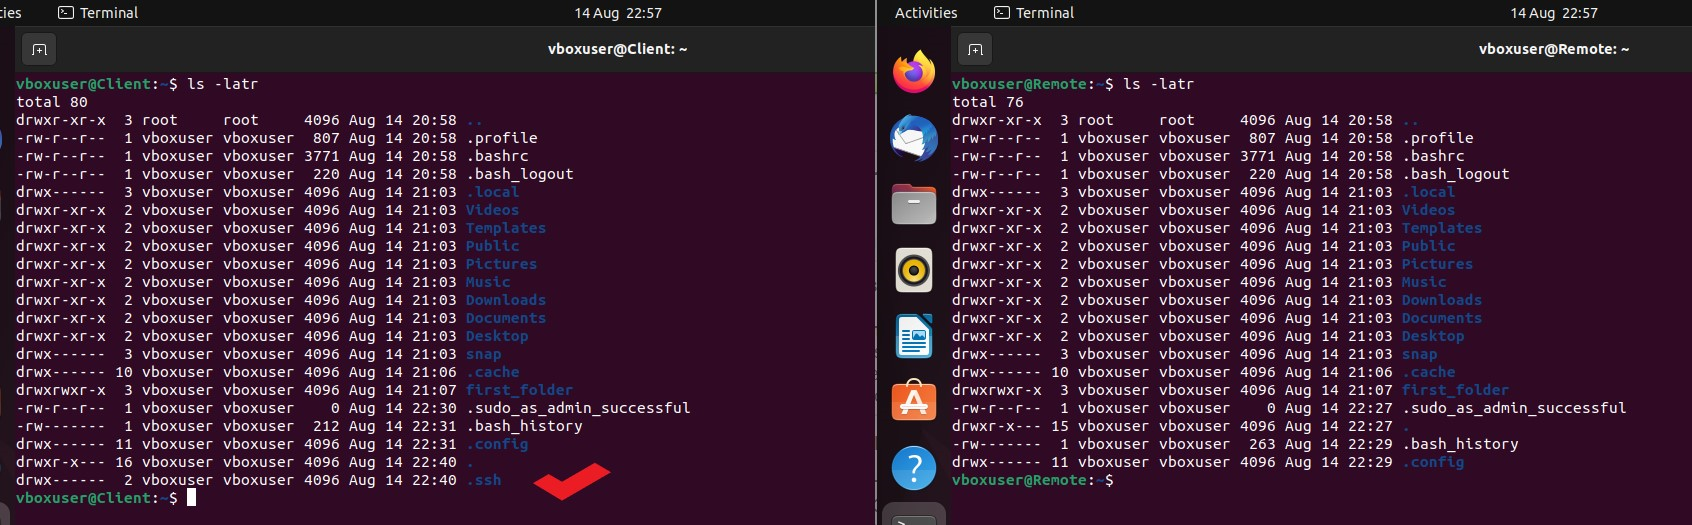 ies Terminal 14 Aug 22:57
vboxuser@Client: ~
vboxuser@Client:~$ ls -latr
total 80
drwxr-xr-x  3 root     root     4096 Aug 14 20:58 ..
-rw-r--r--  1 vboxuser vboxuser  807 Aug 14 20:58 .profile
-rw-r--r--  1 vboxuser vboxuser 3771 Aug 14 20:58 .bashrc
-rw-r--r--  1 vboxuser vboxuser  220 Aug 14 20:58 .bash_logout
drwx------  3 vboxuser vboxuser 4096 Aug 14 21:03 .local
drwxr-xr-x  2 vboxuser vboxuser 4096 Aug 14 21:03 Videos
drwxr-xr-x  2 vboxuser vboxuser 4096 Aug 14 21:03 Templates
drwxr-xr-x  2 vboxuser vboxuser 4096 Aug 14 21:03 Public
drwxr-xr-x  2 vboxuser vboxuser 4096 Aug 14 21:03 Pictures
drwxr-xr-x  2 vboxuser vboxuser 4096 Aug 14 21:03 Music
drwxr-xr-x  2 vboxuser vboxuser 4096 Aug 14 21:03 Downloads
drwxr-xr-x  2 vboxuser vboxuser 4096 Aug 14 21:03 Documents
drwxr-xr-x  2 vboxuser vboxuser 4096 Aug 14 21:03 Desktop
drwx------  3 vboxuser vboxuser 4096 Aug 14 21:03 snap
drwx------ 10 vboxuser vboxuser 4096 Aug 14 21:06 .cache
drwxrwxr-x  3 vboxuser vboxuser 4096 Aug 14 21:07 first_folder
-rw-r--r--  1 vboxuser vboxuser    0 Aug 14 22:30 .sudo_as_admin_successful
-rw-------  1 vboxuser vboxuser  212 Aug 14 22:31 .bash_history
drwx------ 11 vboxuser vboxuser 4096 Aug 14 22:31 .config
drwxr-x--- 16 vboxuser vboxuser 4096 Aug 14 22:40 .
drwx------  2 vboxuser vboxuser 4096 Aug 14 22:40 .ssh
vboxuser@Client:~$
Activities Terminal 14 Aug 22:57
vboxuser@Remote: ~
vboxuser@Remote:~$ ls -latr
total 76
drwxr-xr-x  3 root     root     4096 Aug 14 20:58 ..
-rw-r--r--  1 vboxuser vboxuser  807 Aug 14 20:58 .profile
-rw-r--r--  1 vboxuser vboxuser 3771 Aug 14 20:58 .bashrc
-rw-r--r--  1 vboxuser vboxuser  220 Aug 14 20:58 .bash_logout
drwx------  3 vboxuser vboxuser 4096 Aug 14 21:03 .local
drwxr-xr-x  2 vboxuser vboxuser 4096 Aug 14 21:03 Videos
drwxr-xr-x  2 vboxuser vboxuser 4096 Aug 14 21:03 Templates
drwxr-xr-x  2 vboxuser vboxuser 4096 Aug 14 21:03 Public
drwxr-xr-x  2 vboxuser vboxuser 4096 Aug 14 21:03 Pictures
drwxr-xr-x  2 vboxuser vboxuser 4096 Aug 14 21:03 Music
drwxr-xr-x  2 vboxuser vboxuser 4096 Aug 14 21:03 Downloads
drwxr-xr-x  2 vboxuser vboxuser 4096 Aug 14 21:03 Documents
drwxr-xr-x  2 vboxuser vboxuser 4096 Aug 14 21:03 Desktop
drwx------  3 vboxuser vboxuser 4096 Aug 14 21:03 snap
drwx------ 10 vboxuser vboxuser 4096 Aug 14 21:06 .cache
drwxrwxr-x  3 vboxuser vboxuser 4096 Aug 14 21:07 first_folder
-rw-r--r--  1 vboxuser vboxuser    0 Aug 14 22:27 .sudo_as_admin_successful
drwxr-x--- 15 vboxuser vboxuser 4096 Aug 14 22:27 .
-rw-------  1 vboxuser vboxuser  263 Aug 14 22:29 .bash_history
drwx------ 11 vboxuser vboxuser 4096 Aug 14 22:29 .config
vboxuser@Remote:~$